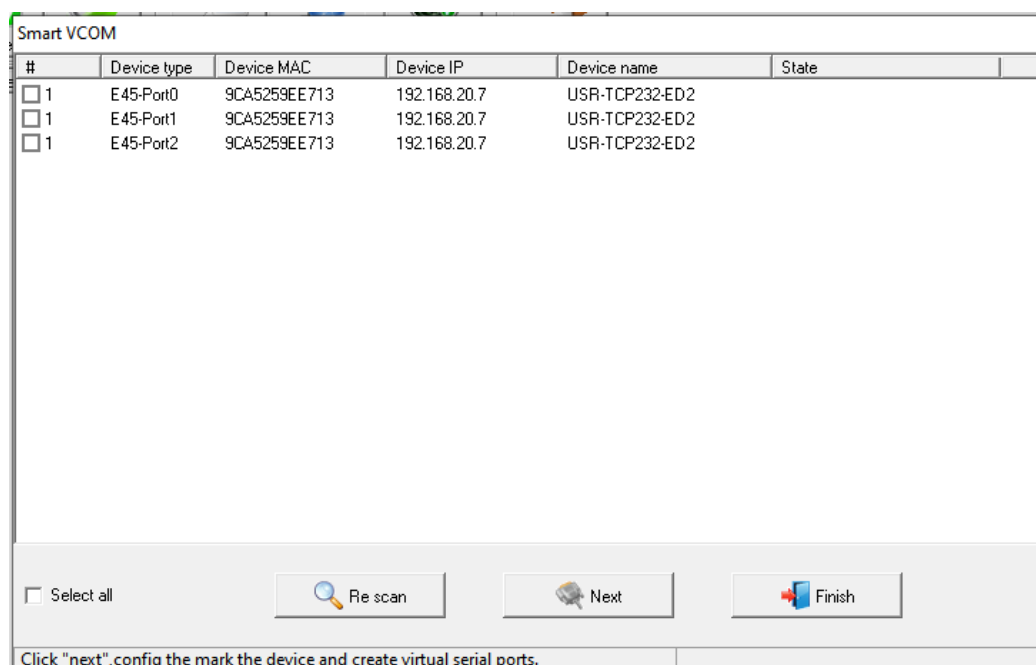 Smart VCOM
# Device type Device MAC Device IP Device name State
1 E45-Port0 9CA5259EE713 192.168.20.7 USR-TCP232-ED2
1 E45-Port1 9CA5259EE713 192.168.20.7 USR-TCP232-ED2
1 E45-Port2 9CA5259EE713 192.168.20.7 USR-TCP232-ED2
Select all Re scan Next Finish
Click "next",config the mark the device and create virtual serial ports.